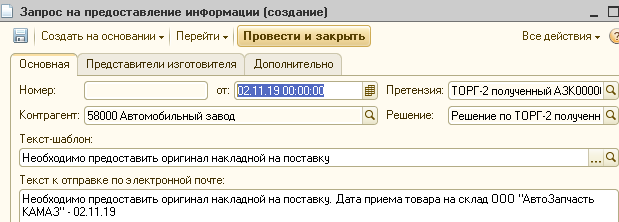 Запрос на предоставление информации (создание)
Создать на основании Перейти Провести и закрыть Все действия ?
Основная Представители изготовителя Дополнительно
Номер: от: 02.11.19 00:00:00 Претензия: ТОРГ-2 полученный АЗК0000
Контрагент: 58000 Автомобильный завод Решение: Решение по ТОРГ-2 полученн
Текст-шаблон:
Необходимо предоставить оригинал накладной на поставку ...
Текст к отправке по электронной почте:
Необходимо предоставить оригинал накладной на поставку. Дата приема товара на склад ООО "АвтоЗапчасть
КАМАЗ" - 02.11.19